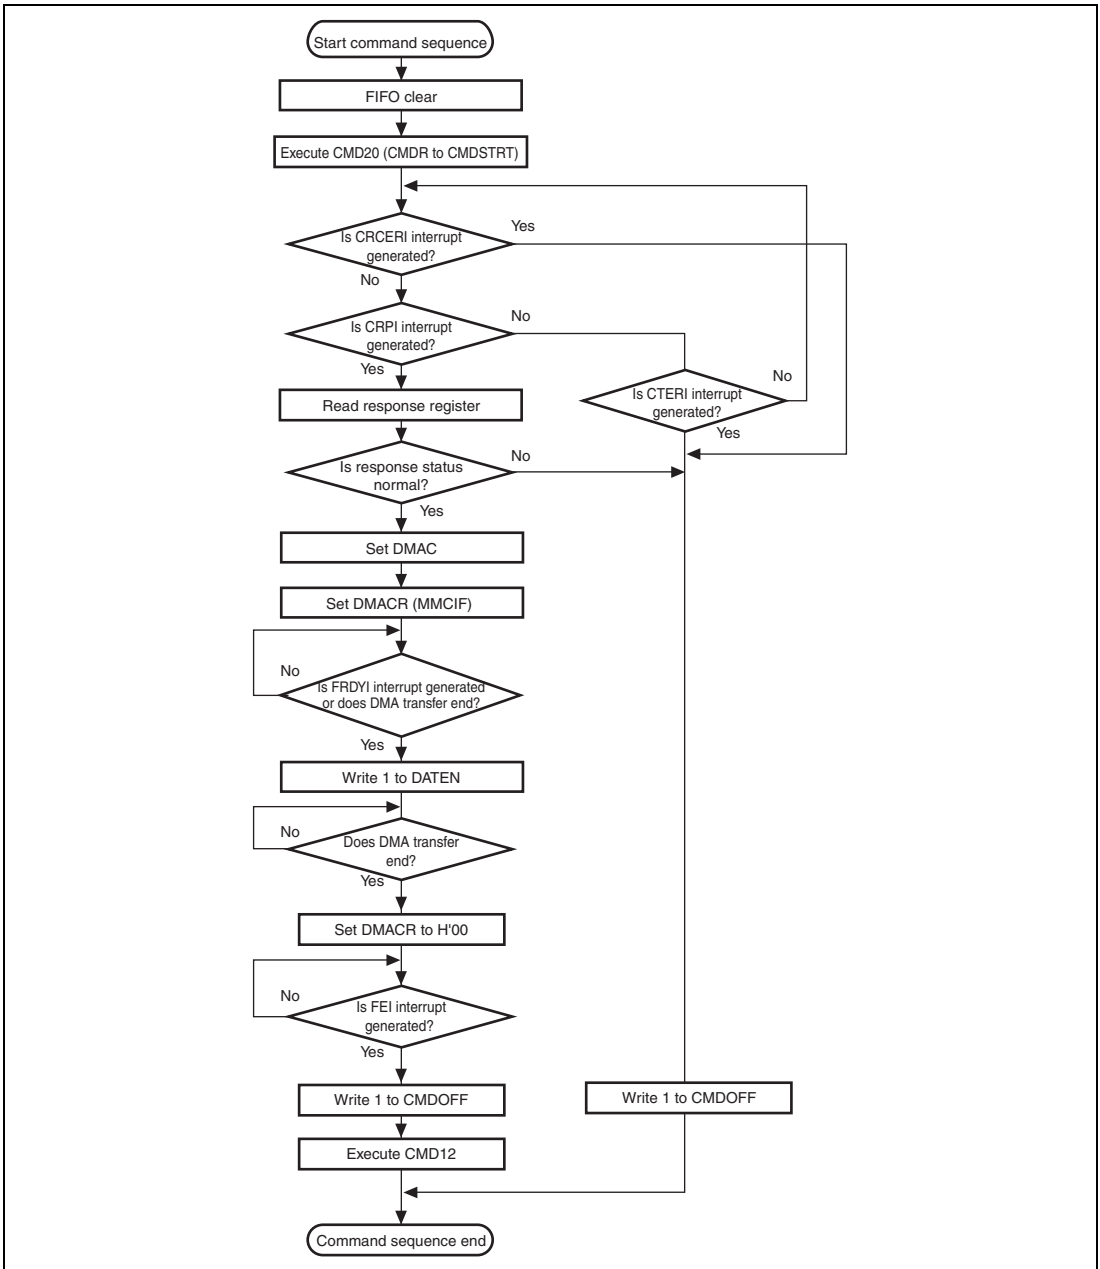 Start command sequence
FIFO clear
Execute CMD20 (CMDR to CMDSTRT)
Is CRCERI interrupt
generated?
Yes
No
Is CRPI interrupt
generated?
No
Yes
Is CTERI interrupt
generated?
No
Yes
Read response register
Is response status
normal?
No
Yes
Set DMAC
Set DMACR (MMCIF)
No
Is FRDYI interrupt generated
or does DMA transfer end?
Yes
Write 1 to DATEN
No
Does DMA transfer
end?
Yes
Set DMACR to H'00
No
Is FEI interrupt
generated?
Yes
Write 1 to CMDOFF
Write 1 to CMDOFF
Execute CMD12
Command sequence end